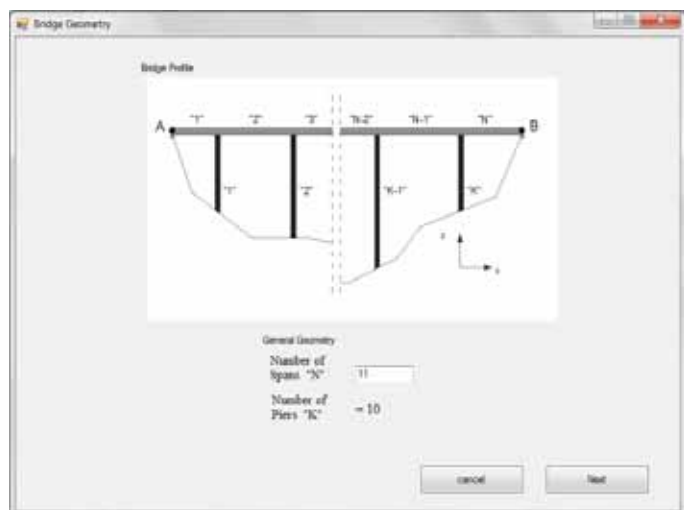 Bridge Geometry
Bridge Profile
A "1" "2" "3" "N-2" "N-1" "N" B
"1" "2" "K-1" "K"
z
x
General Geometry
Number of
Spans "N" 11
Number of
Piers "K" = 10
cancel Next